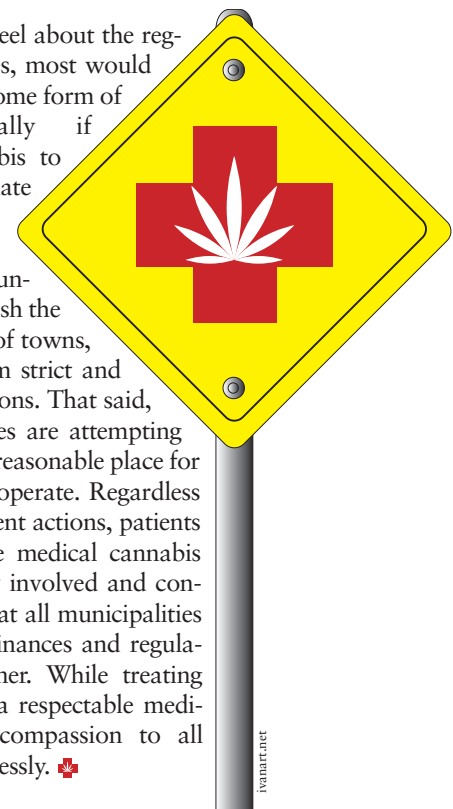 eel about the reg-
s, most would
ome form of
ally if
bis to
ate
un-
sh the
of towns,
n strict and
ons. That said,
es are attempting
reasonable place for
operate. Regardless
ent actions, patients
e medical cannabis
involved and con-
at all municipalities
inances and regula-
ner. While treating
a respectable medi-
compassion to all
essly.
ivanart.net